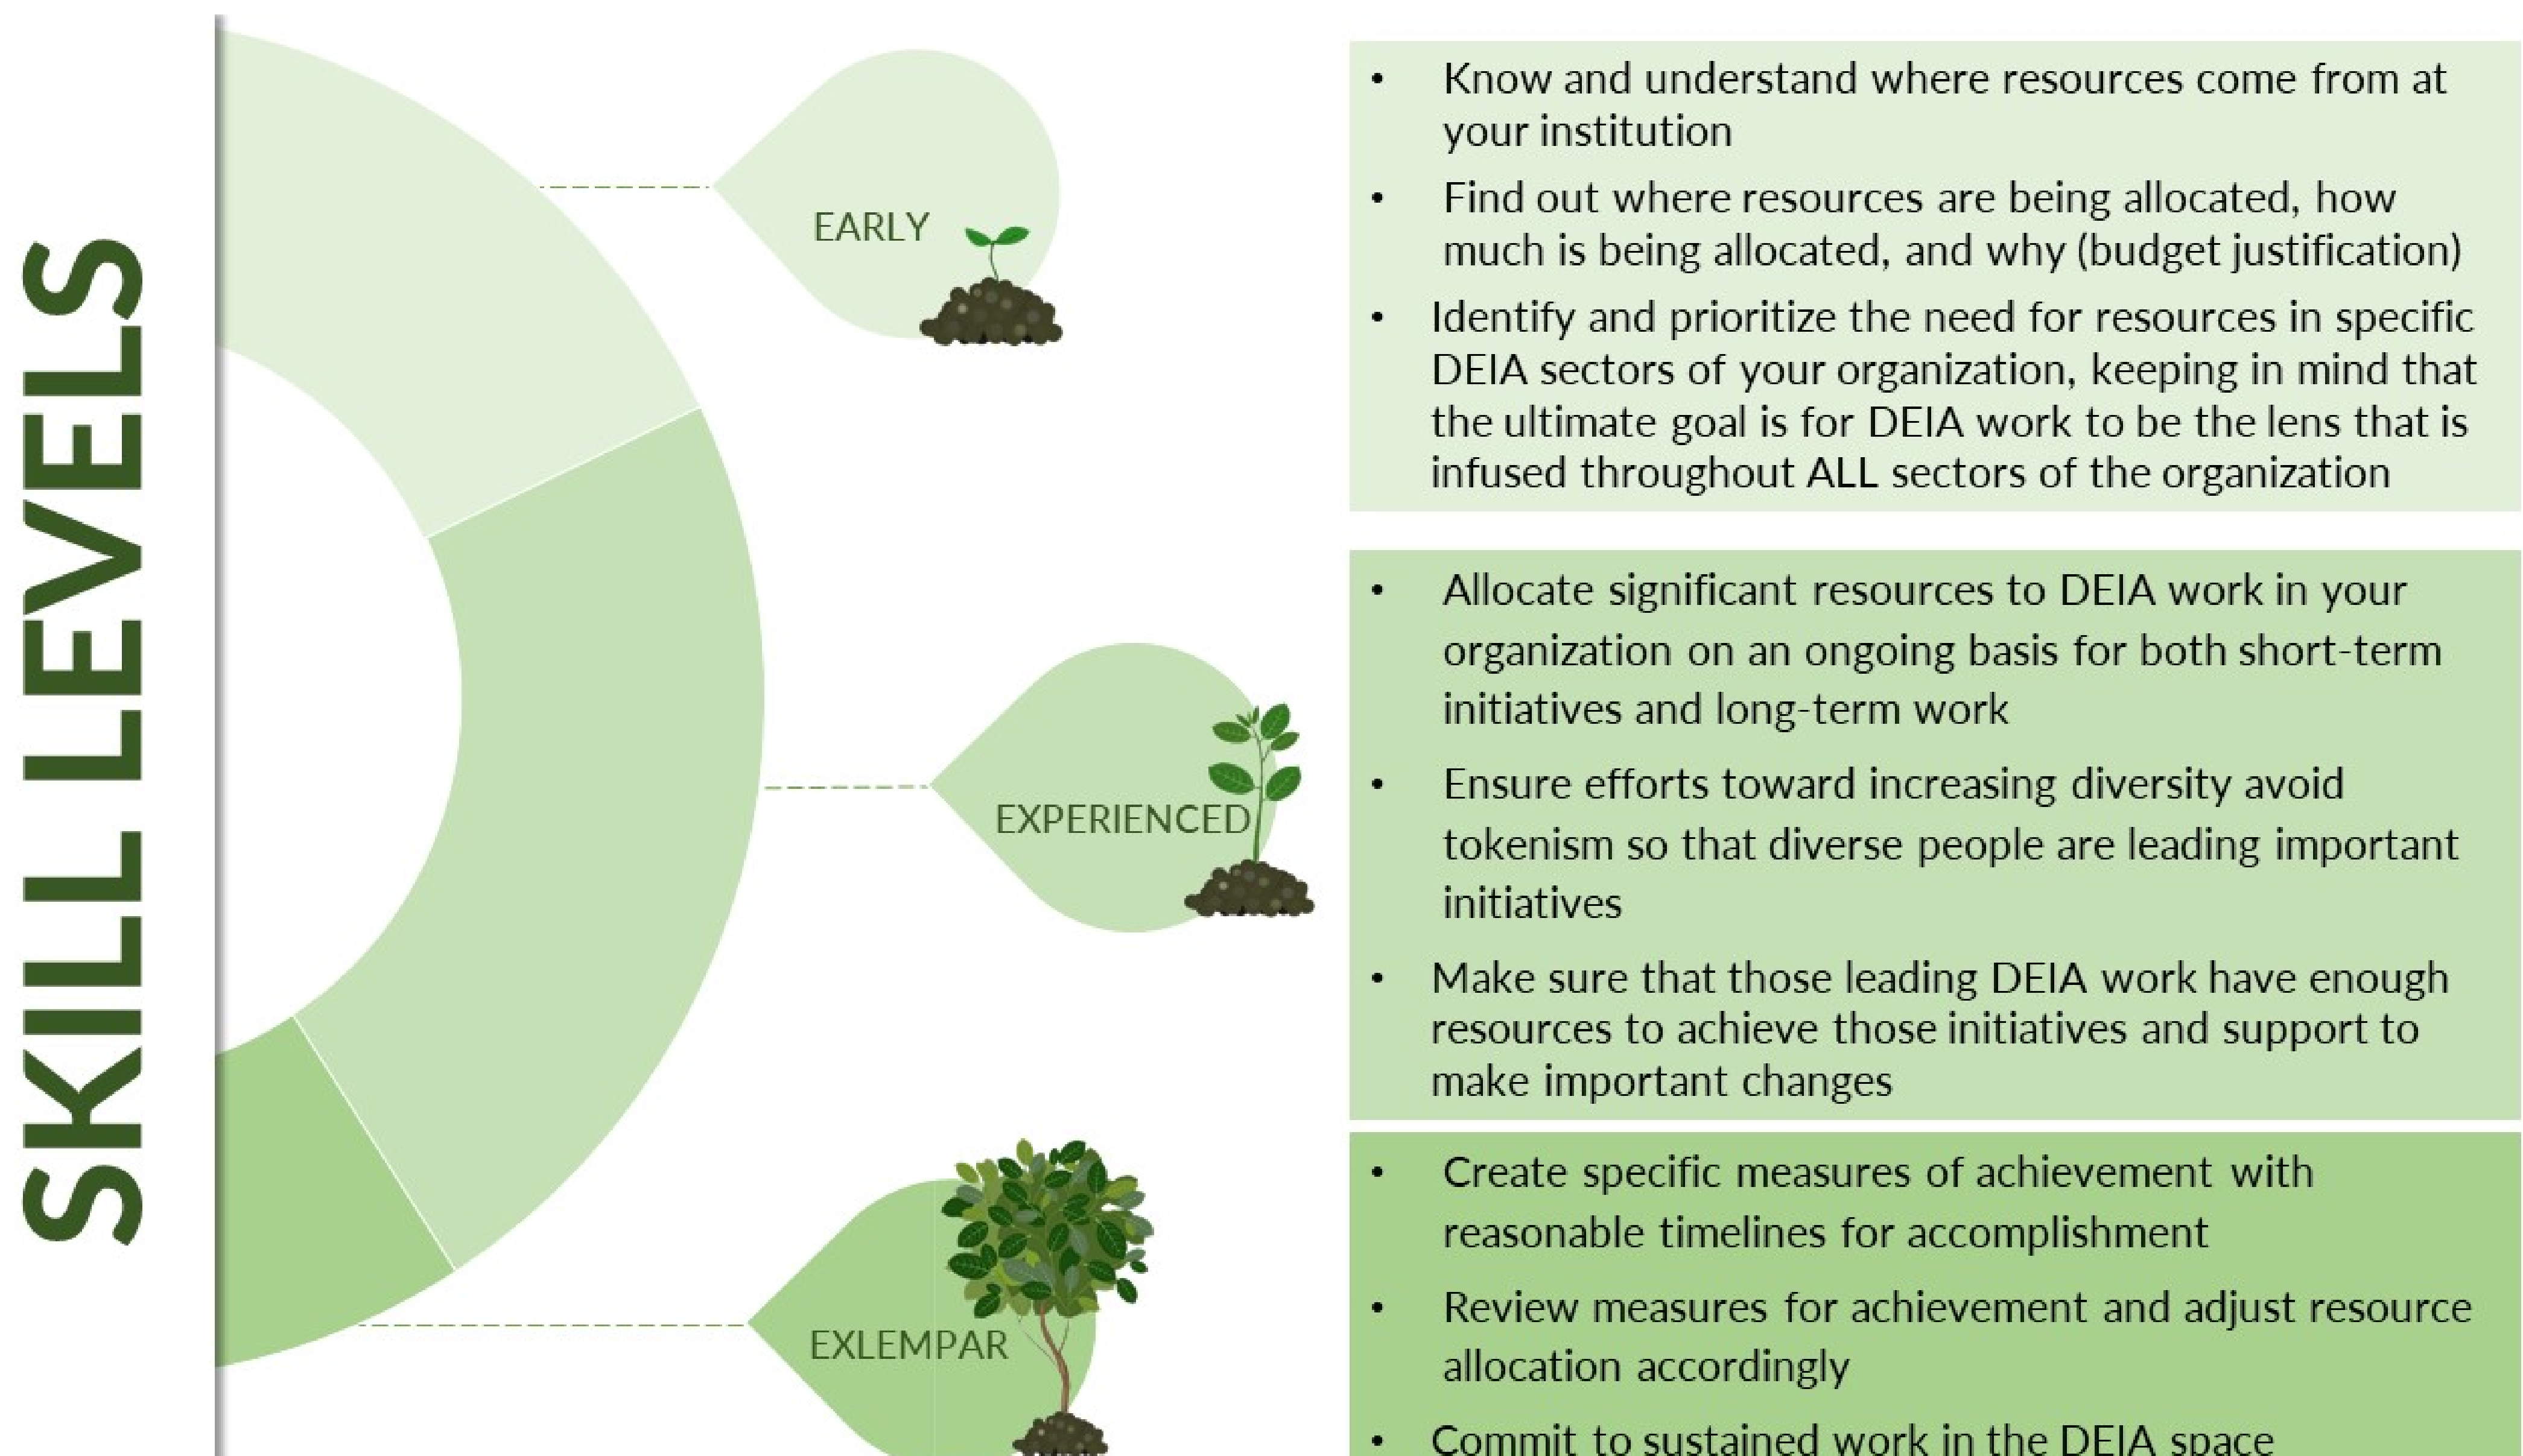 SKILL LEVELS
EARLY
• Know and understand where resources come from at
your institution
• Find out where resources are being allocated, how
much is being allocated, and why (budget justification)
• Identify and prioritize the need for resources in specific
DEIA sectors of your organization, keeping in mind that
the ultimate goal is for DEIA work to be the lens that is
infused throughout ALL sectors of the organization
EXPERIENCED
• Allocate significant resources to DEIA work in your
organization on an ongoing basis for both short-term
initiatives and long-term work
• Ensure efforts toward increasing diversity avoid
tokenism so that diverse people are leading important
initiatives
• Make sure that those leading DEIA work have enough
resources to achieve those initiatives and support to
make important changes
EXLEMPAR
• Create specific measures of achievement with
reasonable timelines for accomplishment
• Review measures for achievement and adjust resource
allocation accordingly
• Commit to sustained work in the DEIA space